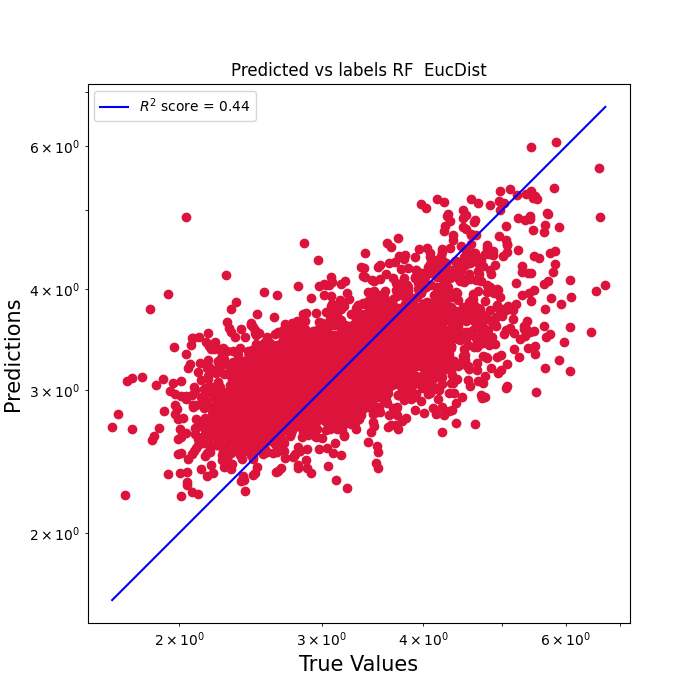 Predicted vs labels RF  EucDist
R² score = 0.44
6 × 10⁰
4 × 10⁰
3 × 10⁰
2 × 10⁰
Predictions
2 × 10⁰ 3 × 10⁰ 4 × 10⁰ 6 × 10⁰
True Values